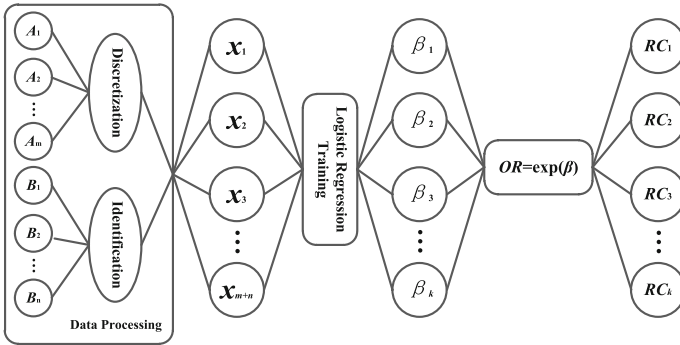 A1
A2
Am
B1
B2
Bn
Discretization
Identification
Data Processing
x1
x2
x3
xm+n
Logistic Regression
Training
β1
β2
β3
βk
OR=exp(β)
RC1
RC2
RC3
RCk